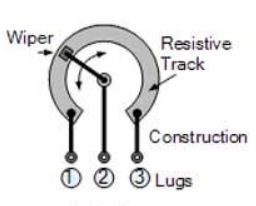 Wiper
Resistive
Track
Construction
1 2 3 Lugs